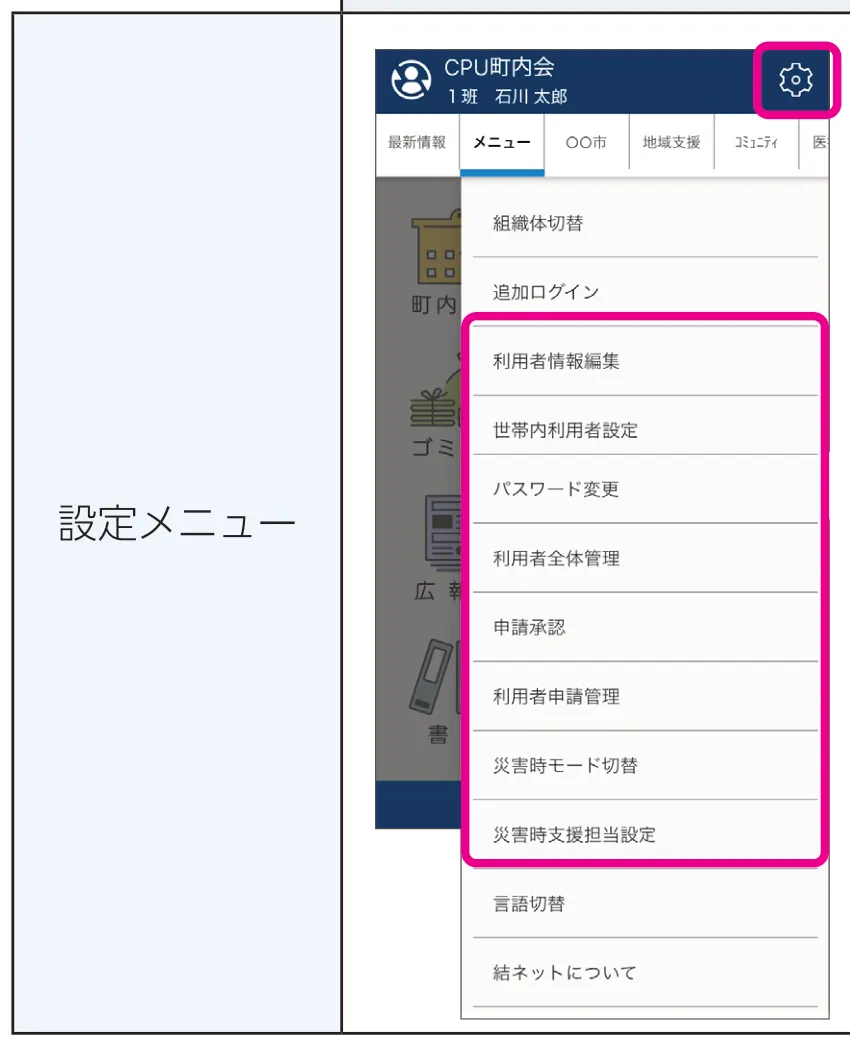 設定メニュー
CPU町内会
1班 石川 太郎
最新情報 メニュー 〇〇市 地域支援 ｺﾐｭﾆﾃｨ 医
組織体切替
追加ログイン
利用者情報編集
世帯内利用者設定
パスワード変更
利用者全体管理
申請承認
利用者申請管理
災害時モード切替
災害時支援担当設定
言語切替
結ネットについて
町内
ゴミ
広報
書